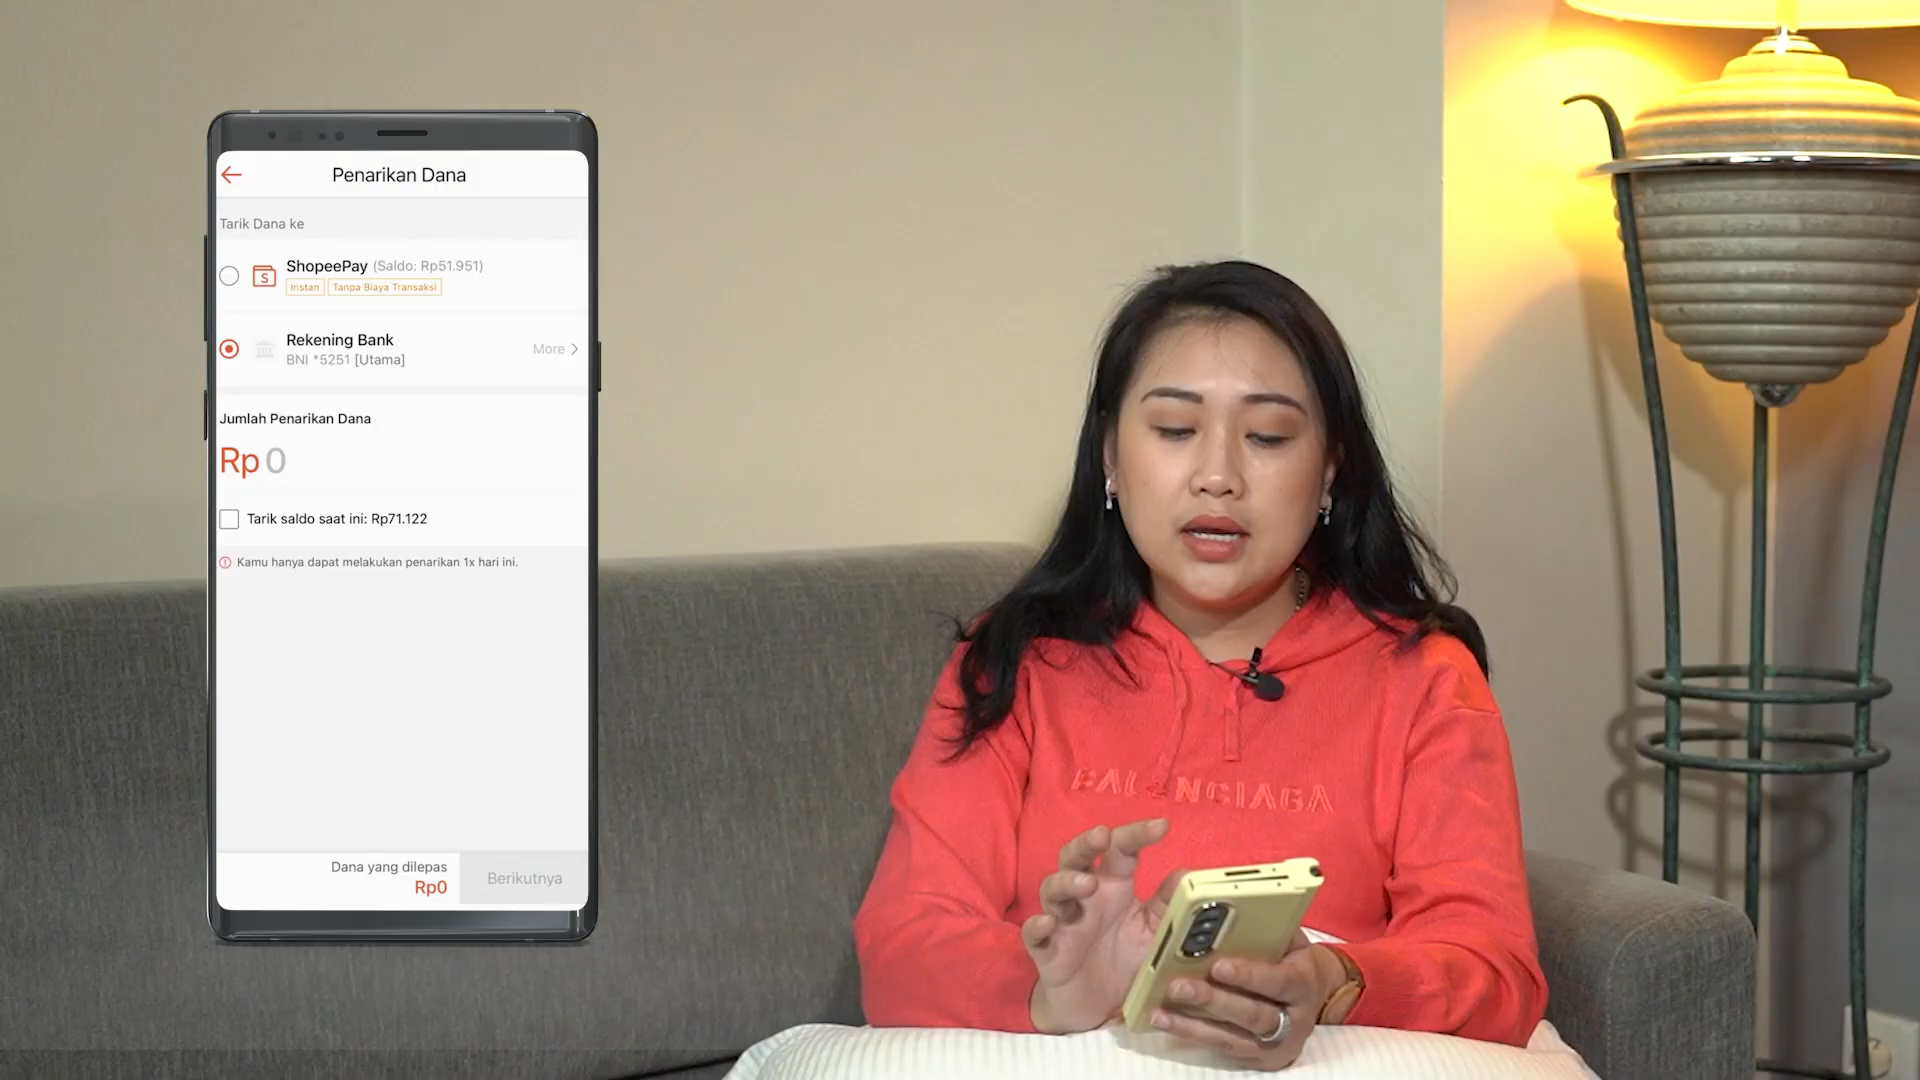 Penarikan Dana
Tarik Dana ke
ShopeePay (Saldo: Rp51.951)
Instan Tanpa Biaya Transaksi
Rekening Bank
BNI *5251 [Utama]
More
Jumlah Penarikan Dana
Rp 0
Tarik saldo saat ini: Rp71.122
Kamu hanya dapat melakukan penarikan 1x hari ini.
Dana yang dilepas
Rp0
Berikutnya
BALENCIAGA